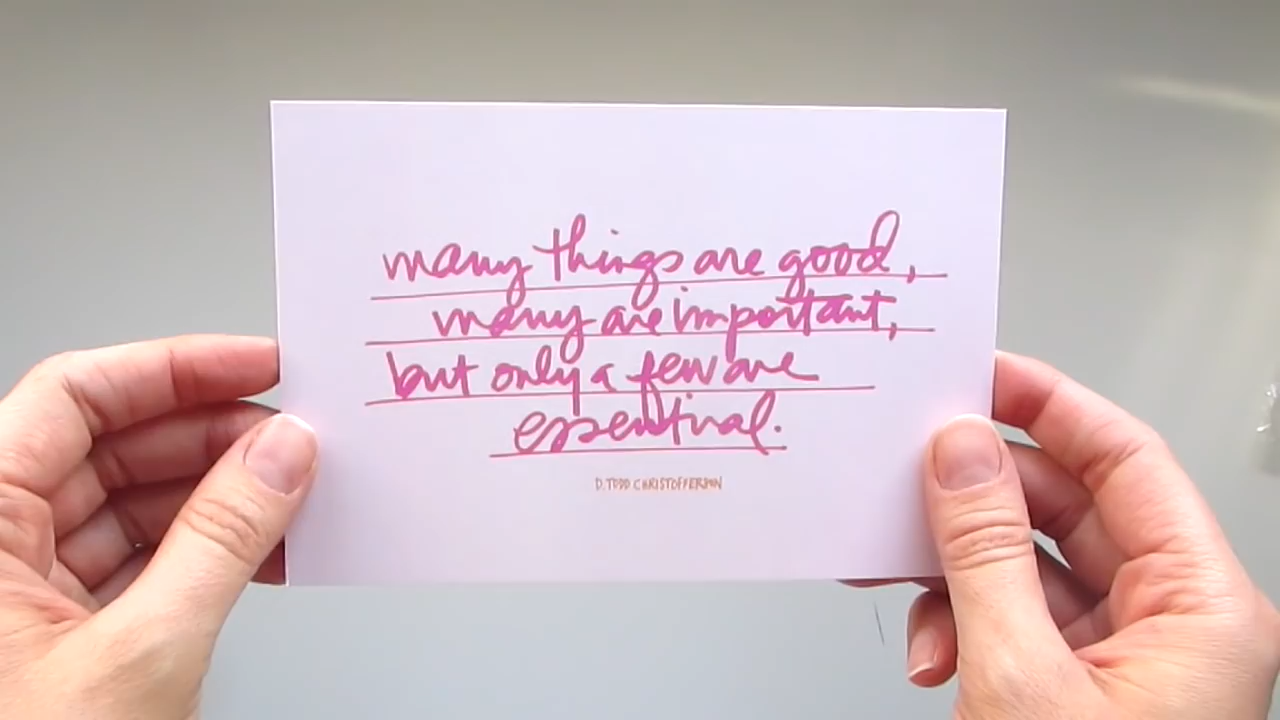 many things are good,
many are important,
but only a few are
essential.
D. TODD CHRISTOFFERSON